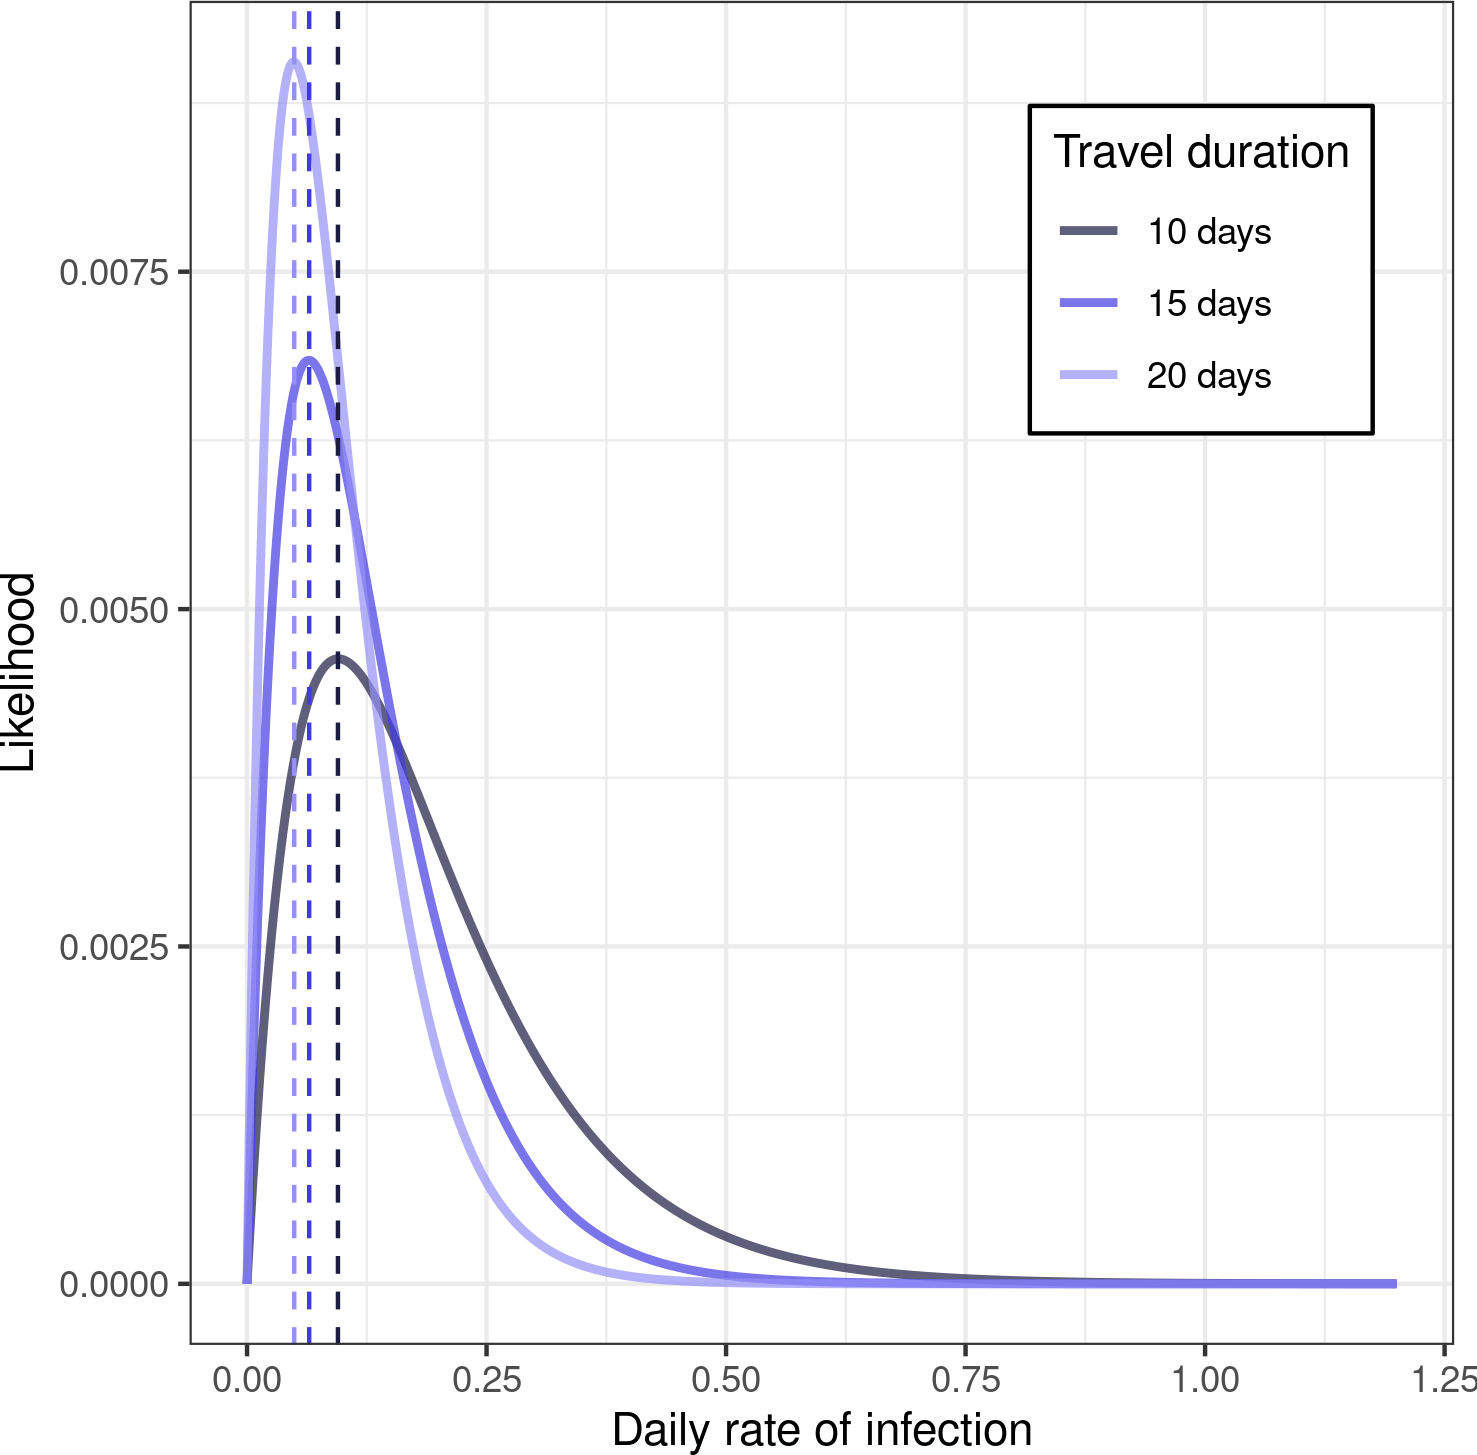 Travel duration
10 days
15 days
20 days
0.0075
0.0050
0.0025
0.0000
Likelihood
0.00 0.25 0.50 0.75 1.00 1.25
Daily rate of infection